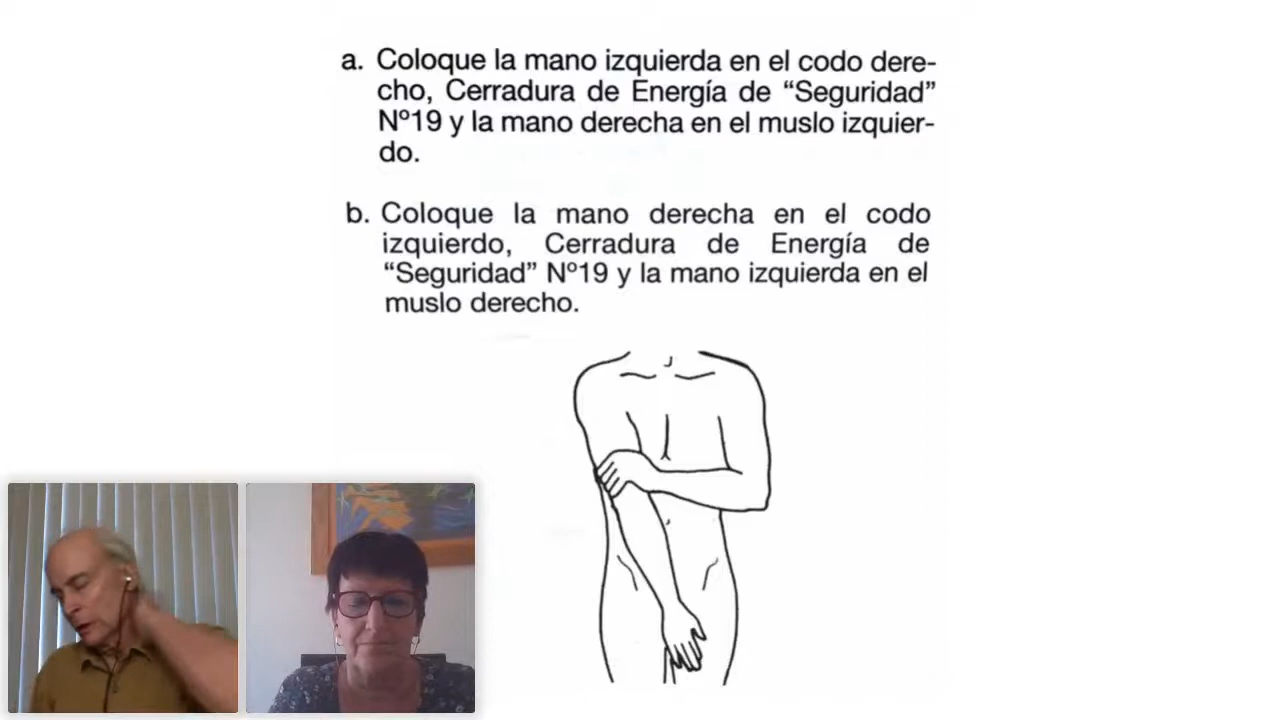 a. Coloque la mano izquierda en el codo dere-
cho, Cerradura de Energía de “Seguridad”
Nº19 y la mano derecha en el muslo izquier-
do.
b. Coloque la mano derecha en el codo
izquierdo, Cerradura de Energía de
“Seguridad” Nº19 y la mano izquierda en el
muslo derecho.